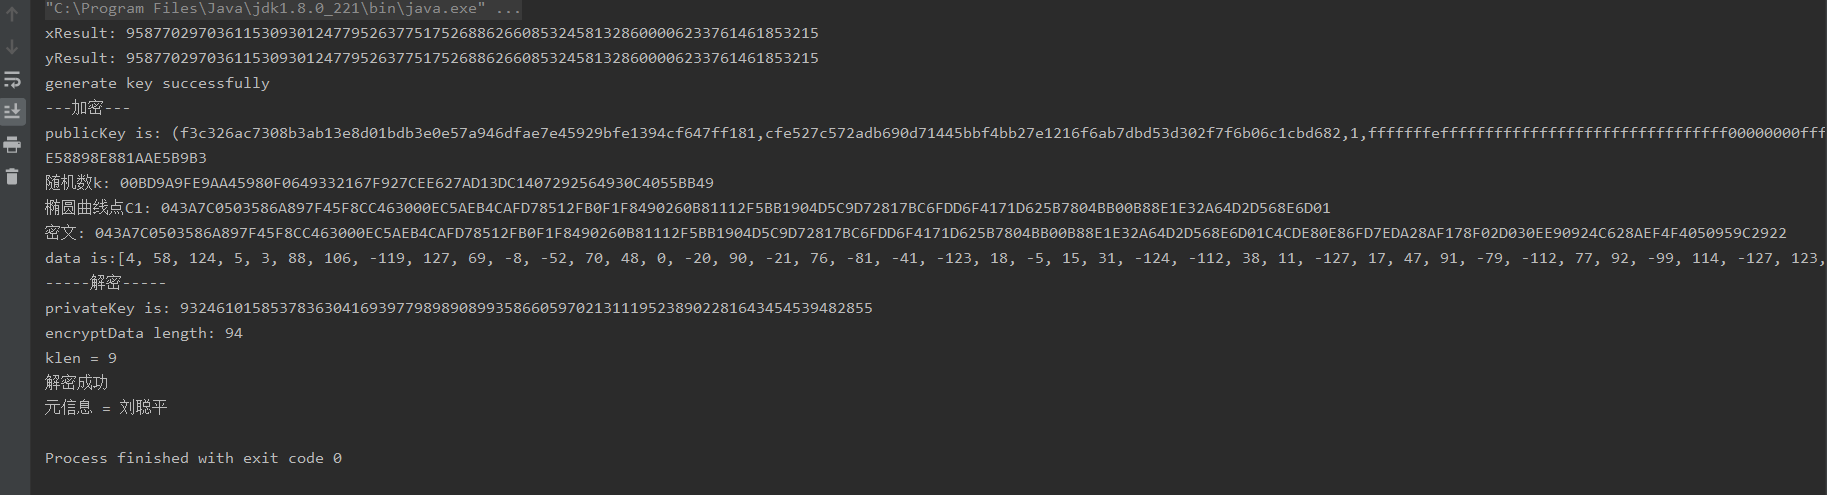 "C:\Program Files\Java\jdk1.8.0_221\bin\java.exe" ...
xResult: 95877029703611530930124779526377517526886266085324581328600006233761461853215
yResult: 95877029703611530930124779526377517526886266085324581328600006233761461853215
generate key successfully
---加密---
publicKey is: (f3c326ac7308b3ab13e8d01bdb3e0e57a946dfae7e45929bfe1394cf647ff181,cfe527c572adb690d71445bbf4bb27e1216f6ab7dbd53d302f7f6b06c1cbd682,1,fffffffeffffffffffffffffffffffffffffffff00000000fff
E58898E881AAE5B9B3
随机数k: 00BD9A9FE9AA45980F0649332167F927CEE627AD13DC1407292564930C4055BB49
椭圆曲线点C1: 043A7C0503586A897F45F8CC463000EC5AEB4CAFD78512FB0F1F8490260B81112F5BB1904D5C9D72817BC6FDD6F4171D625B7804BB00B88E1E32A64D2D568E6D01
密文: 043A7C0503586A897F45F8CC463000EC5AEB4CAFD78512FB0F1F8490260B81112F5BB1904D5C9D72817BC6FDD6F4171D625B7804BB00B88E1E32A64D2D568E6D01C4CDE80E86FD7EDA28AF178F02D030EE90924C628AEF4F4050959C2922
data is:[4, 58, 124, 5, 3, 88, 106, -119, 127, 69, -8, -52, 70, 48, 0, -20, 90, -21, 76, -81, -41, -123, 18, -5, 15, 31, -124, -112, 38, 11, -127, 17, 47, 91, -79, -112, 77, 92, -99, 114, -127, 123,
-----解密-----
privateKey is: 93246101585378363041693977989890899358660597021311195238902281643454539482855
encryptData length: 94
klen = 9
解密成功
元信息 = 刘聪平
Process finished with exit code 0